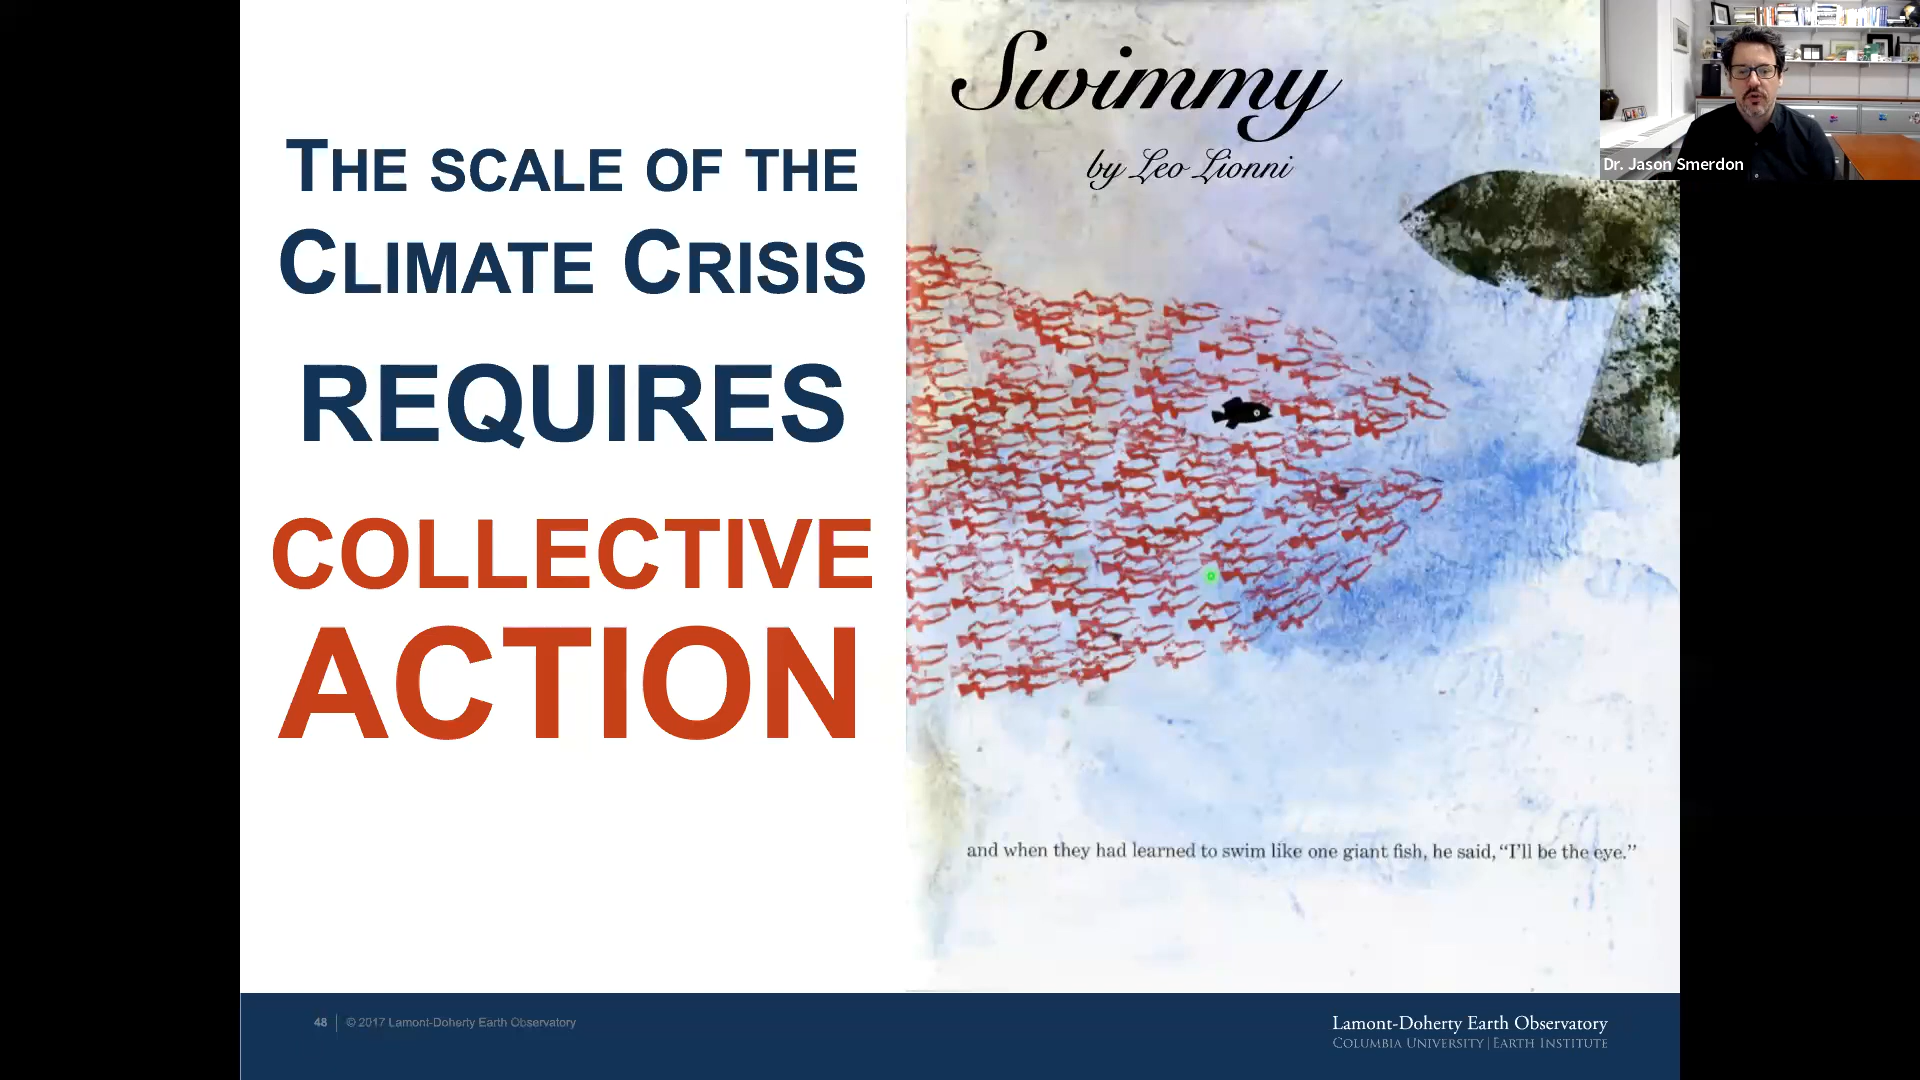 THE SCALE OF THE
CLIMATE CRISIS
REQUIRES
COLLECTIVE
ACTION
Swimmy
by Leo Lionni
and when they had learned to swim like one giant fish, he said, “I’ll be the eye.”
Dr. Jason Smerdon
48 | © 2017 Lamont-Doherty Earth Observatory
Lamont-Doherty Earth Observatory
COLUMBIA UNIVERSITY | EARTH INSTITUTE